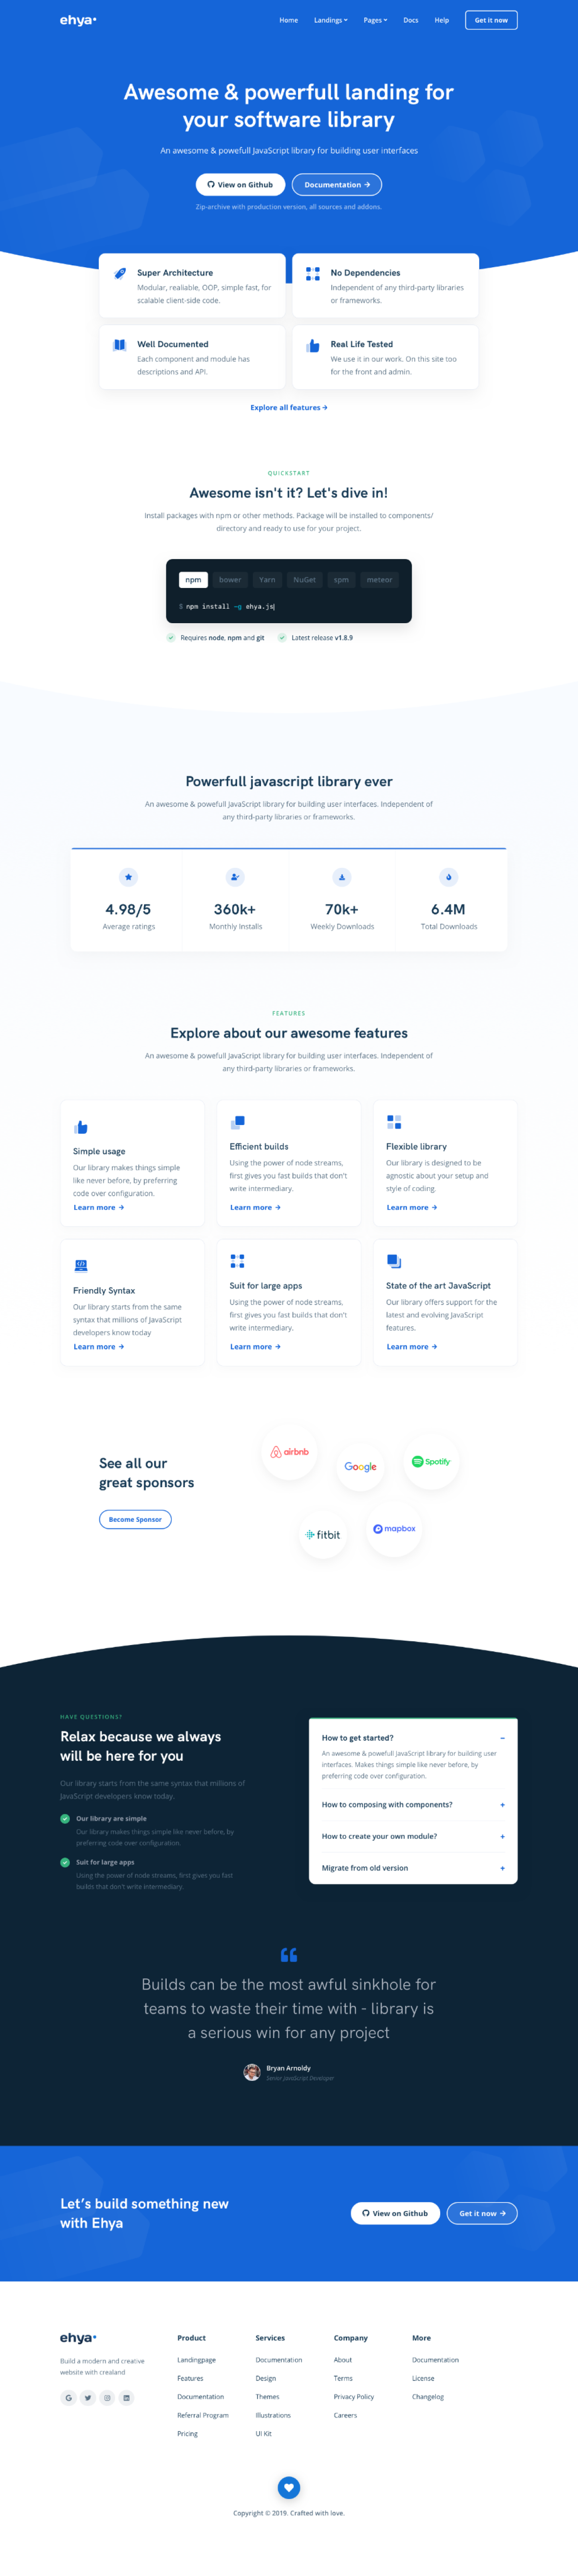 ehya
Home Landings Pages Docs Help Get it now
Awesome & powerfull landing for
your software library
An awesome & powefull JavaScript library for building user interfaces
View on Github Documentation →
Zip-archive with production version, all sources and addons.
Super Architecture
Modular, realiable, OOP, simple fast, for
scalable client-side code.
No Dependencies
Independent of any third-party libraries
or frameworks.
Well Documented
Each component and module has
descriptions and API.
Real Life Tested
We use it in our work. On this site too
for the front and admin.
Explore all features →
QUICKSTART
Awesome isn't it? Let's dive in!
Install packages with npm or other methods. Package will be installed to components/
directory and ready to use for your project.
npm bower Yarn NuGet spm meteor
$ npm install -g ehya.js
Requires node, npm and git Latest release v1.8.9
Powerfull javascript library ever
An awesome & powefull JavaScript library for building user interfaces. Independent of
any third-party libraries or frameworks.
4.98/5 360k+ 70k+ 6.4M
Average ratings Monthly Installs Weekly Downloads Total Downloads
FEATURES
Explore about our awesome features
An awesome & powefull JavaScript library for building user interfaces. Independent of
any third-party libraries or frameworks.
Simple usage
Our library makes things simple
like never before, by preferring
code over configuration.
Learn more →
Efficient builds
Using the power of node streams,
first gives you fast builds that don't
write intermediary.
Learn more →
Flexible library
Our library is designed to be
agnostic about your setup and
style of coding.
Learn more →
Friendly Syntax
Our library starts from the same
syntax that millions of JavaScript
developers know today
Learn more →
Suit for large apps
Using the power of node streams,
first gives you fast builds that don't
write intermediary.
Learn more →
State of the art JavaScript
Our library offers support for the
latest and evolving JavaScript
features.
Learn more →
See all our
great sponsors
Become Sponsor
airbnb
Google
Spotify
fitbit
mapbox
HAVE QUESTIONS?
Relax because we always
will be here for you
Our library starts from the same syntax that millions of
JavaScript developers know today.
Our library are simple
Our library makes things simple like never before, by
preferring code over configuration.
Suit for large apps
Using the power of node streams, first gives you fast
builds that don't write intermediary.
How to get started? −
An awesome & powefull JavaScript library for building user
interfaces. Makes things simple like never before, by
preferring code over configuration.
How to composing with components? +
How to create your own module? +
Migrate from old version +
“
Builds can be the most awful sinkhole for
teams to waste their time with - library is
a serious win for any project
Bryan Arnoldy
Senior JavaScript Developer
Let’s build something new
with Ehya
View on Github Get it now →
ehya
Build a modern and creative
website with crealand
Product
Landingpage
Features
Documentation
Referral Program
Pricing
Services
Documentation
Design
Themes
Illustrations
UI Kit
Company
About
Terms
Privacy Policy
Careers
More
Documentation
License
Changelog
Copyright © 2019. Crafted with love.